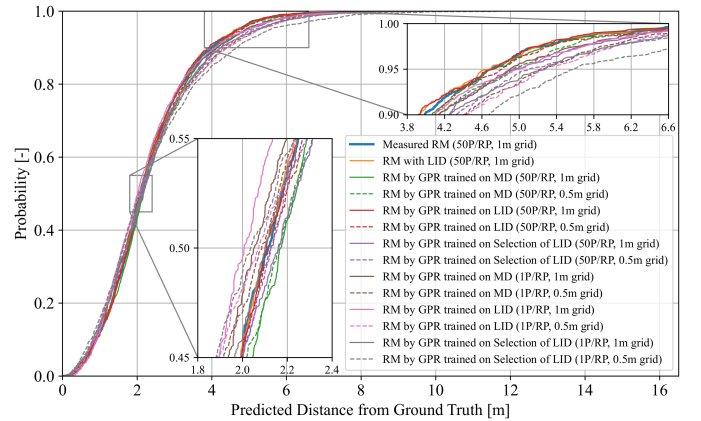 Probability [-]
1.0
0.8
0.6
0.4
0.2
0.0
0
2
4
6
8
10
12
14
16
Predicted Distance from Ground Truth [m]
1.00
0.95
0.90
3.8
4.2
4.6
5.0
5.4
5.8
6.2
6.6
0.55
0.50
0.45
1.8
2.0
2.2
2.4
Measured RM (50P/RP, 1m grid)
RM with LID (50P/RP, 1m grid)
RM by GPR trained on MD (50P/RP, 1m grid)
RM by GPR trained on MD (50P/RP, 0.5m grid)
RM by GPR trained on LID (50P/RP, 1m grid)
RM by GPR trained on LID (50P/RP, 0.5m grid)
RM by GPR trained on Selection of LID (50P/RP, 1m grid)
RM by GPR trained on Selection of LID (50P/RP, 0.5m grid)
RM by GPR trained on MD (1P/RP, 1m grid)
RM by GPR trained on MD (1P/RP, 0.5m grid)
RM by GPR trained on LID (1P/RP, 1m grid)
RM by GPR trained on LID (1P/RP, 0.5m grid)
RM by GPR trained on Selection of LID (1P/RP, 1m grid)
RM by GPR trained on Selection of LID (1P/RP, 0.5m grid)